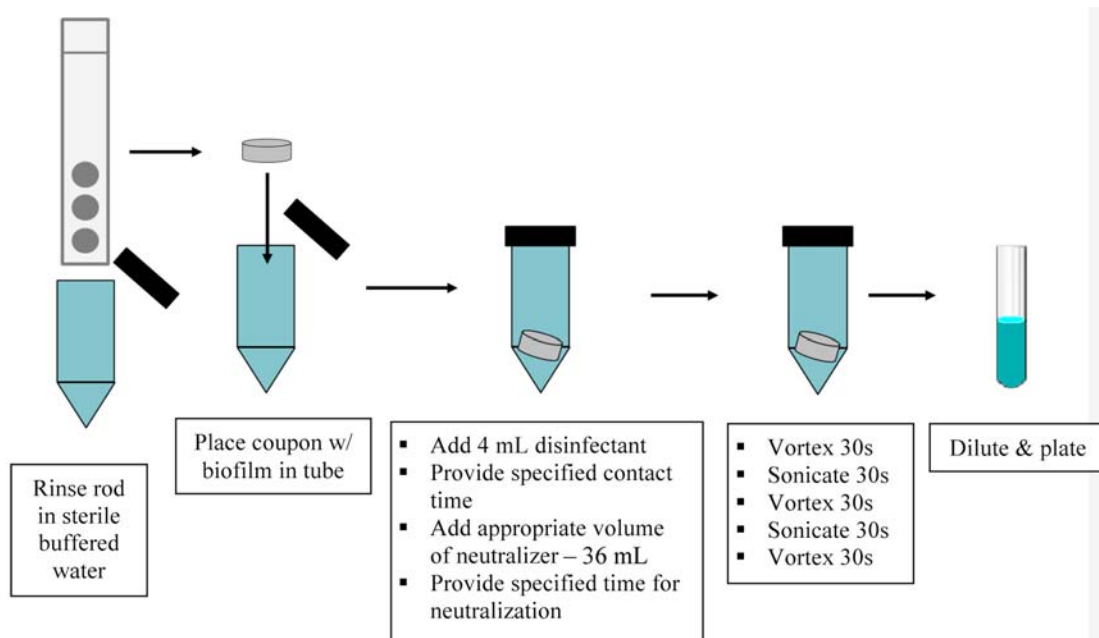 Rinse rod
in sterile
buffered
water
Place coupon w/
biofilm in tube
▪ Add 4 mL disinfectant
▪ Provide specified contact
time
▪ Add appropriate volume
of neutralizer – 36 mL
▪ Provide specified time for
neutralization
▪ Vortex 30s
▪ Sonicate 30s
▪ Vortex 30s
▪ Sonicate 30s
▪ Vortex 30s
Dilute & plate